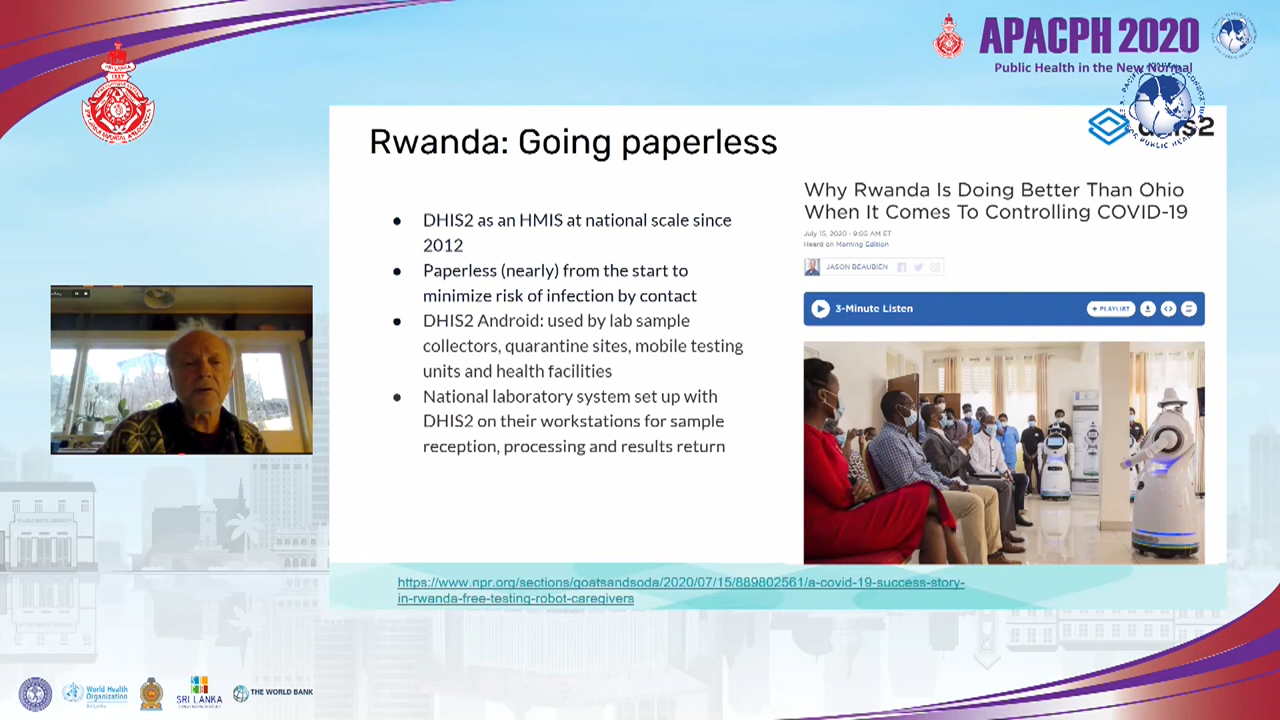 APACPH 2020
Public Health in the New Normal
SRI LANKA
dhis2
Rwanda: Going paperless
● DHIS2 as an HMIS at national scale since
2012
● Paperless (nearly) from the start to
minimize risk of infection by contact
● DHIS2 Android: used by lab sample
collectors, quarantine sites, mobile testing
units and health facilities
● National laboratory system set up with
DHIS2 on their workstations for sample
reception, processing and results return
Why Rwanda Is Doing Better Than Ohio
When It Comes To Controlling COVID-19
July 15, 2020 · 9:05 AM ET
Heard on Morning Edition
JASON BEAUBIEN
3-Minute Listen
+ PLAYLIST
https://www.npr.org/sections/goatsandsoda/2020/07/15/889802561/a-covid-19-success-story-
in-rwanda-free-testing-robot-caregivers
World Health
Organization
Sri Lanka
SRI LANKA
THE WORLD BANK